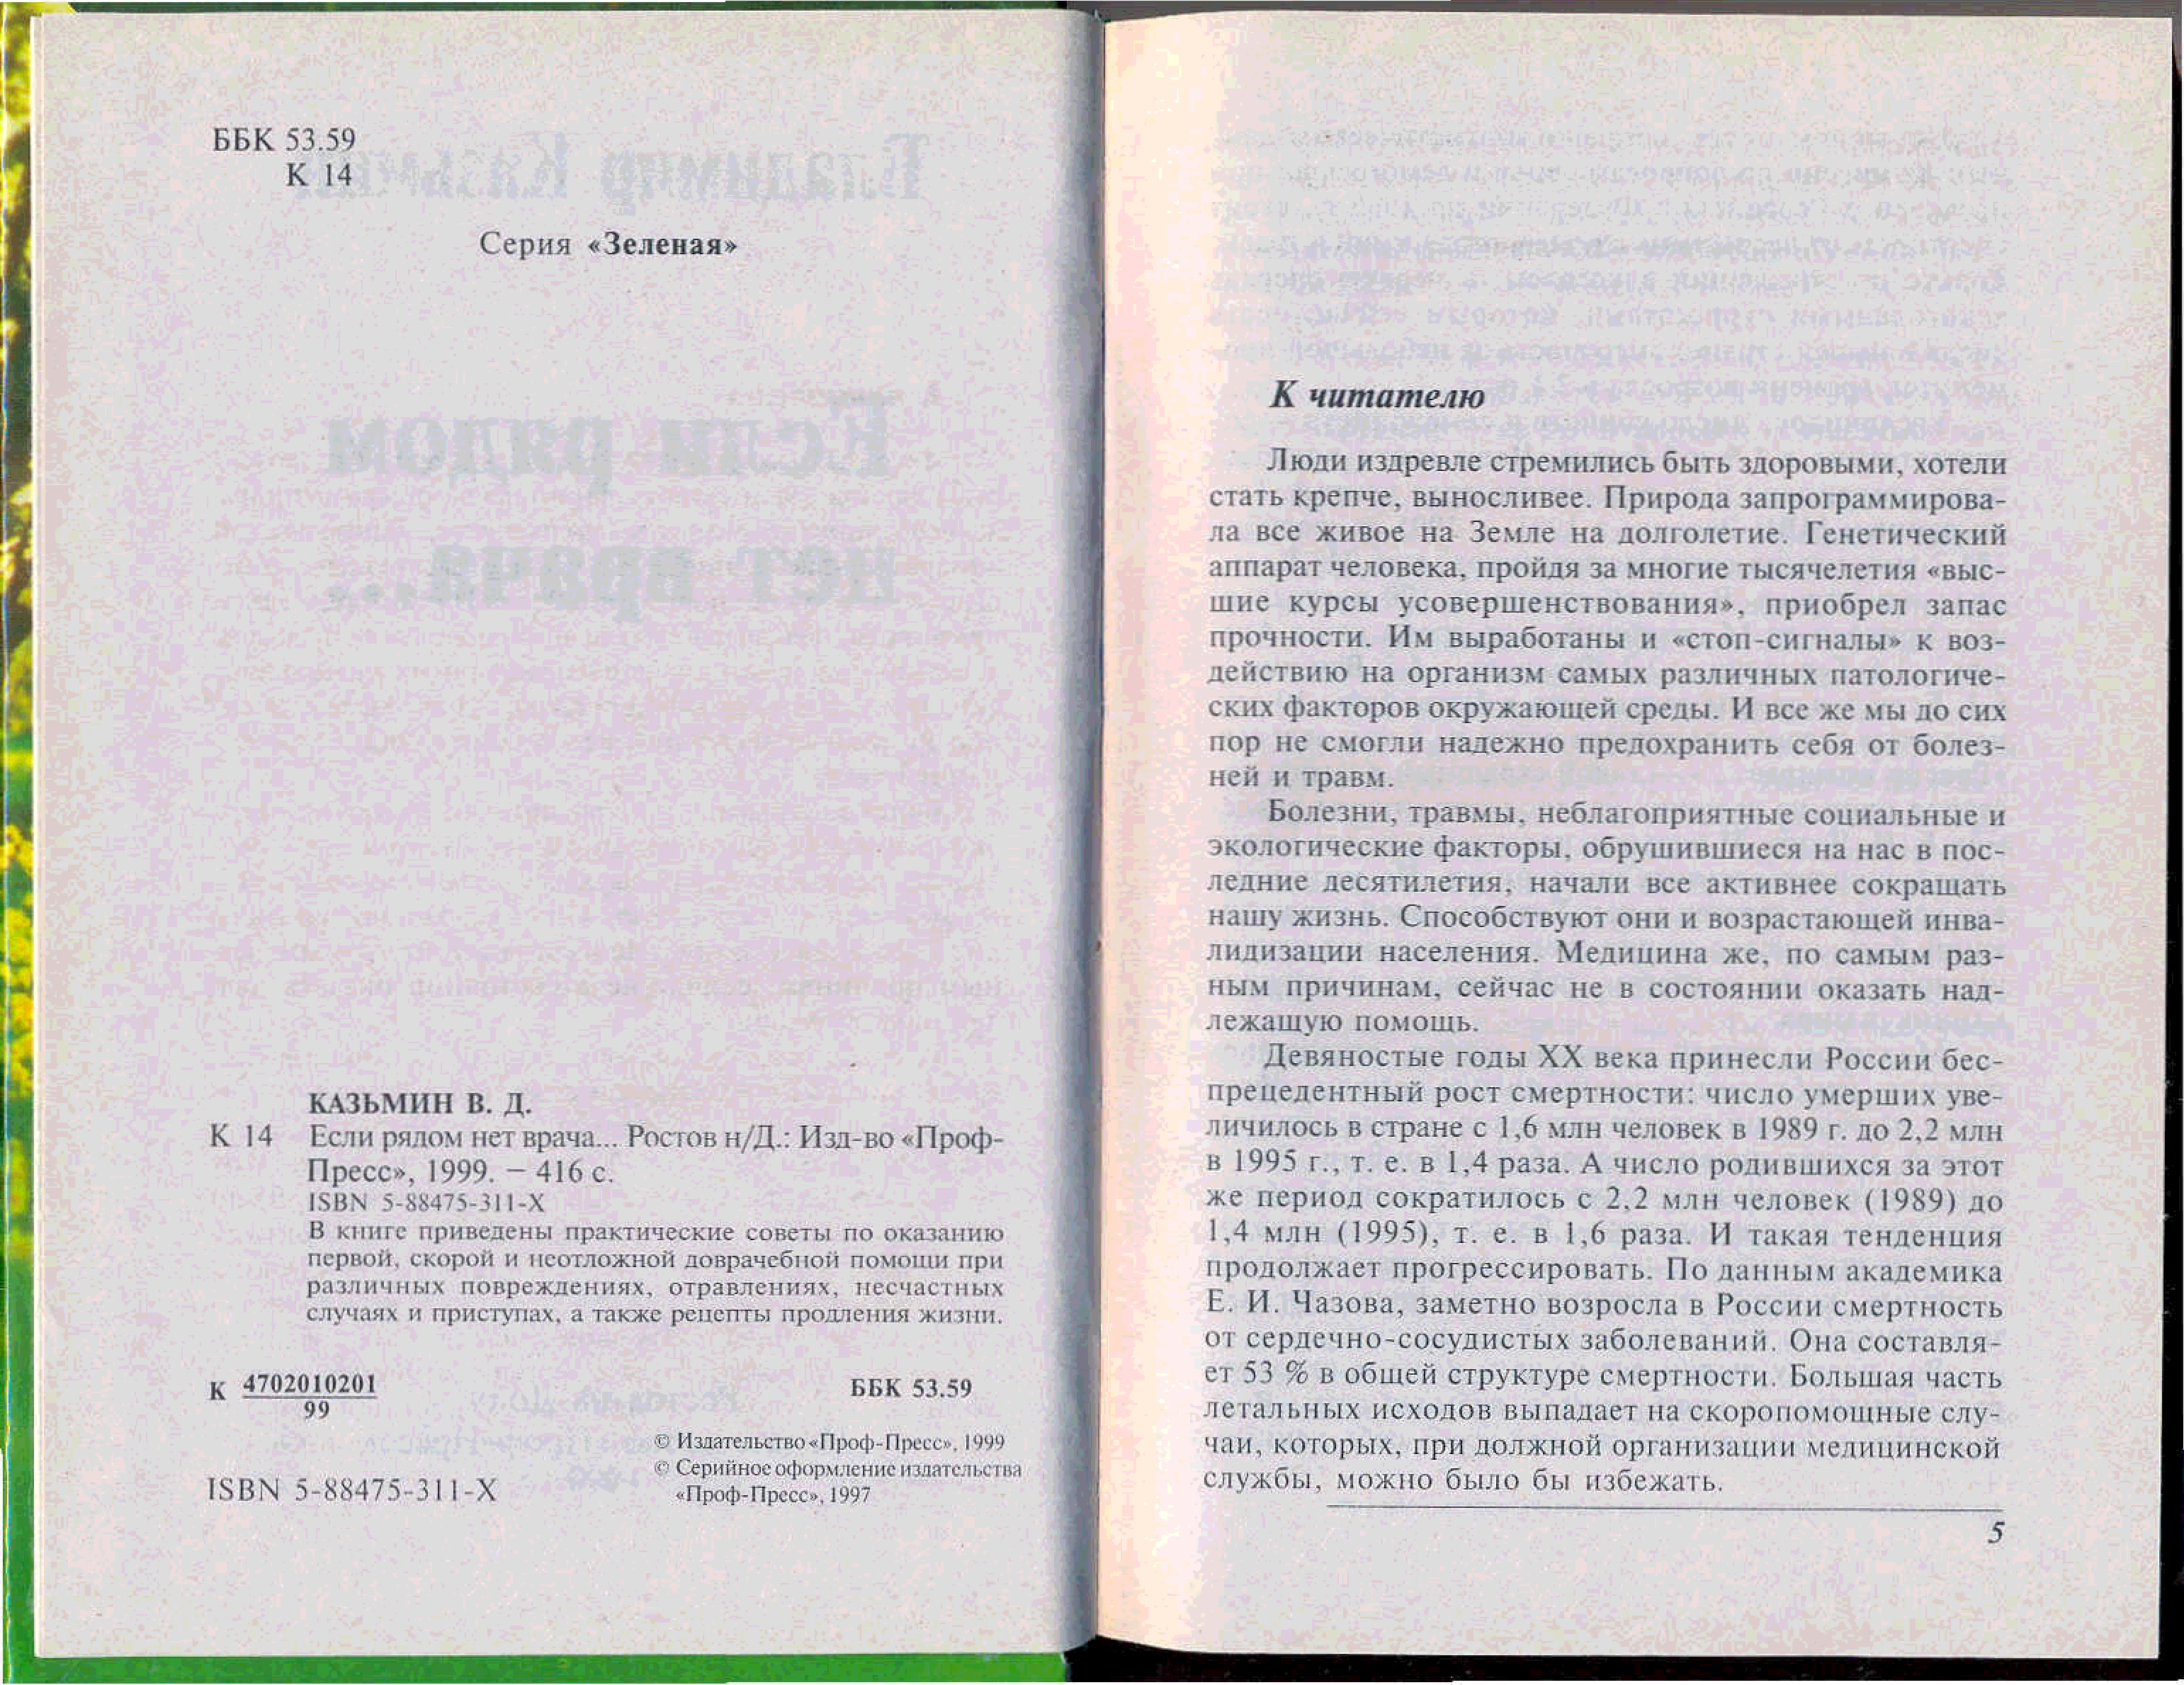 ББК 53.59
К 14
Серия «Зеленая»
КАЗЬМИН В. Д.
К 14 Если рядом нет врача... Ростов н/Д.: Изд-во «Проф-
Пресс», 1999. – 416 с.
ISBN 5-88475-311-X
В книге приведены практические советы по оказанию
первой, скорой и неотложной доврачебной помощи при
различных повреждениях, отравлениях, несчастных
случаях и приступах, а также рецепты продления жизни.
К 4702010201
99
ББК 53.59
© Издательство «Проф-Пресс», 1999
© Серийное оформление издательства
«Проф-Пресс», 1997
ISBN 5-88475-311-X
К читателю
Люди издревле стремились быть здоровыми, хотели
стать крепче, выносливее. Природа запрограммирова-
ла все живое на Земле на долголетие. Генетический
аппарат человека, пройдя за многие тысячелетия «выс-
шие курсы усовершенствования», приобрел запас
прочности. Им выработаны и «стоп-сигналы» к воз-
действию на организм самых различных патологиче-
ских факторов окружающей среды. И все же мы до сих
пор не смогли надежно предохранить себя от болез-
ней и травм.
Болезни, травмы, неблагоприятные социальные и
экологические факторы, обрушившиеся на нас в пос-
ледние десятилетия, начали все активнее сокращать
нашу жизнь. Способствуют они и возрастающей инва-
лидизации населения. Медицина же, по самым раз-
ным причинам, сейчас не в состоянии оказать над-
лежащую помощь.
Девяностые годы XX века принесли России бес-
прецедентный рост смертности: число умерших уве-
личилось в стране с 1,6 млн человек в 1989 г. до 2,2 млн
в 1995 г., т. е. в 1,4 раза. А число родившихся за этот
же период сократилось с 2,2 млн человек (1989) до
1,4 млн (1995), т. е. в 1,6 раза. И такая тенденция
продолжает прогрессировать. По данным академика
Е. И. Чазова, заметно возросла в России смертность
от сердечно-сосудистых заболеваний. Она составля-
ет 53 % в общей структуре смертности. Большая часть
летальных исходов выпадает на скоропомощные слу-
чаи, которых, при должной организации медицинской
службы, можно было бы избежать.
5